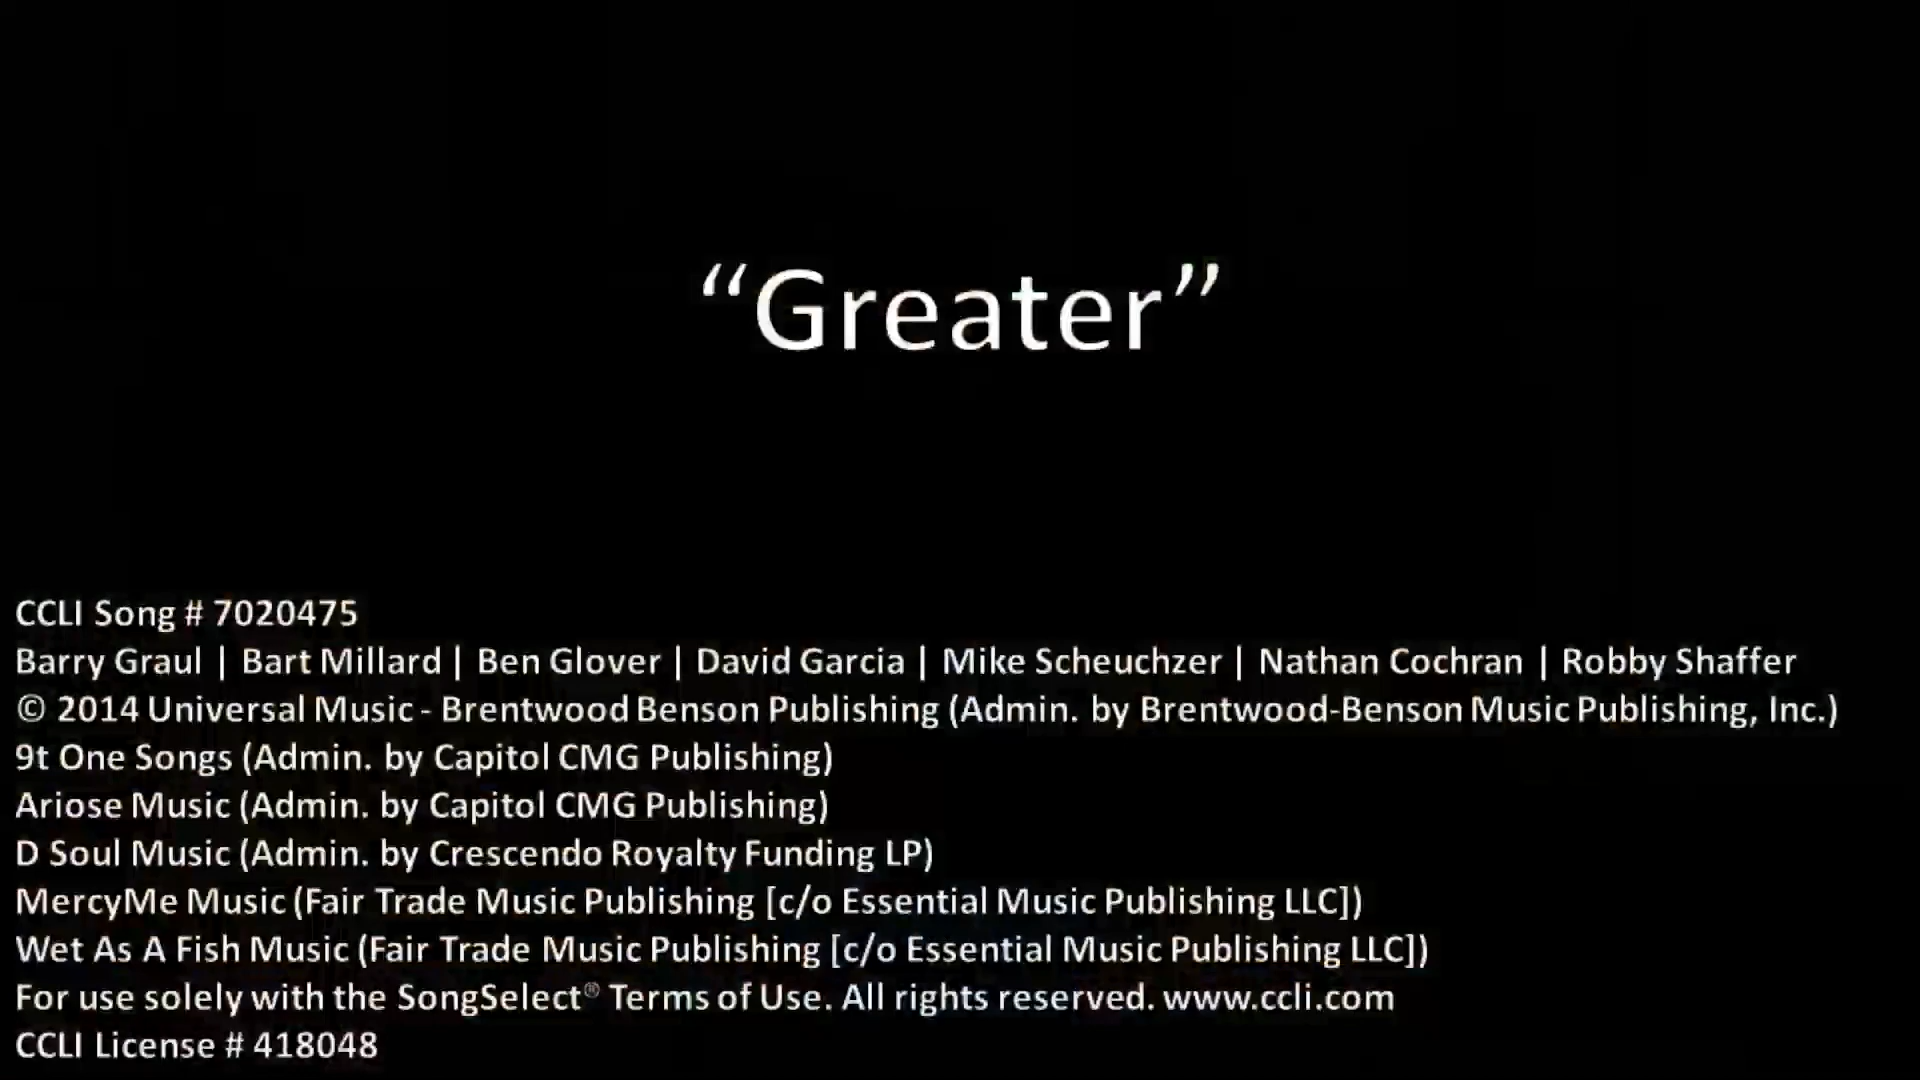 “Greater”
CCLI Song # 7020475
Barry Graul | Bart Millard | Ben Glover | David Garcia | Mike Scheuchzer | Nathan Cochran | Robby Shaffer
© 2014 Universal Music - Brentwood Benson Publishing (Admin. by Brentwood-Benson Music Publishing, Inc.)
9t One Songs (Admin. by Capitol CMG Publishing)
Ariose Music (Admin. by Capitol CMG Publishing)
D Soul Music (Admin. by Crescendo Royalty Funding LP)
MercyMe Music (Fair Trade Music Publishing [c/o Essential Music Publishing LLC])
Wet As A Fish Music (Fair Trade Music Publishing [c/o Essential Music Publishing LLC])
For use solely with the SongSelect® Terms of Use. All rights reserved. www.ccli.com
CCLI License # 418048